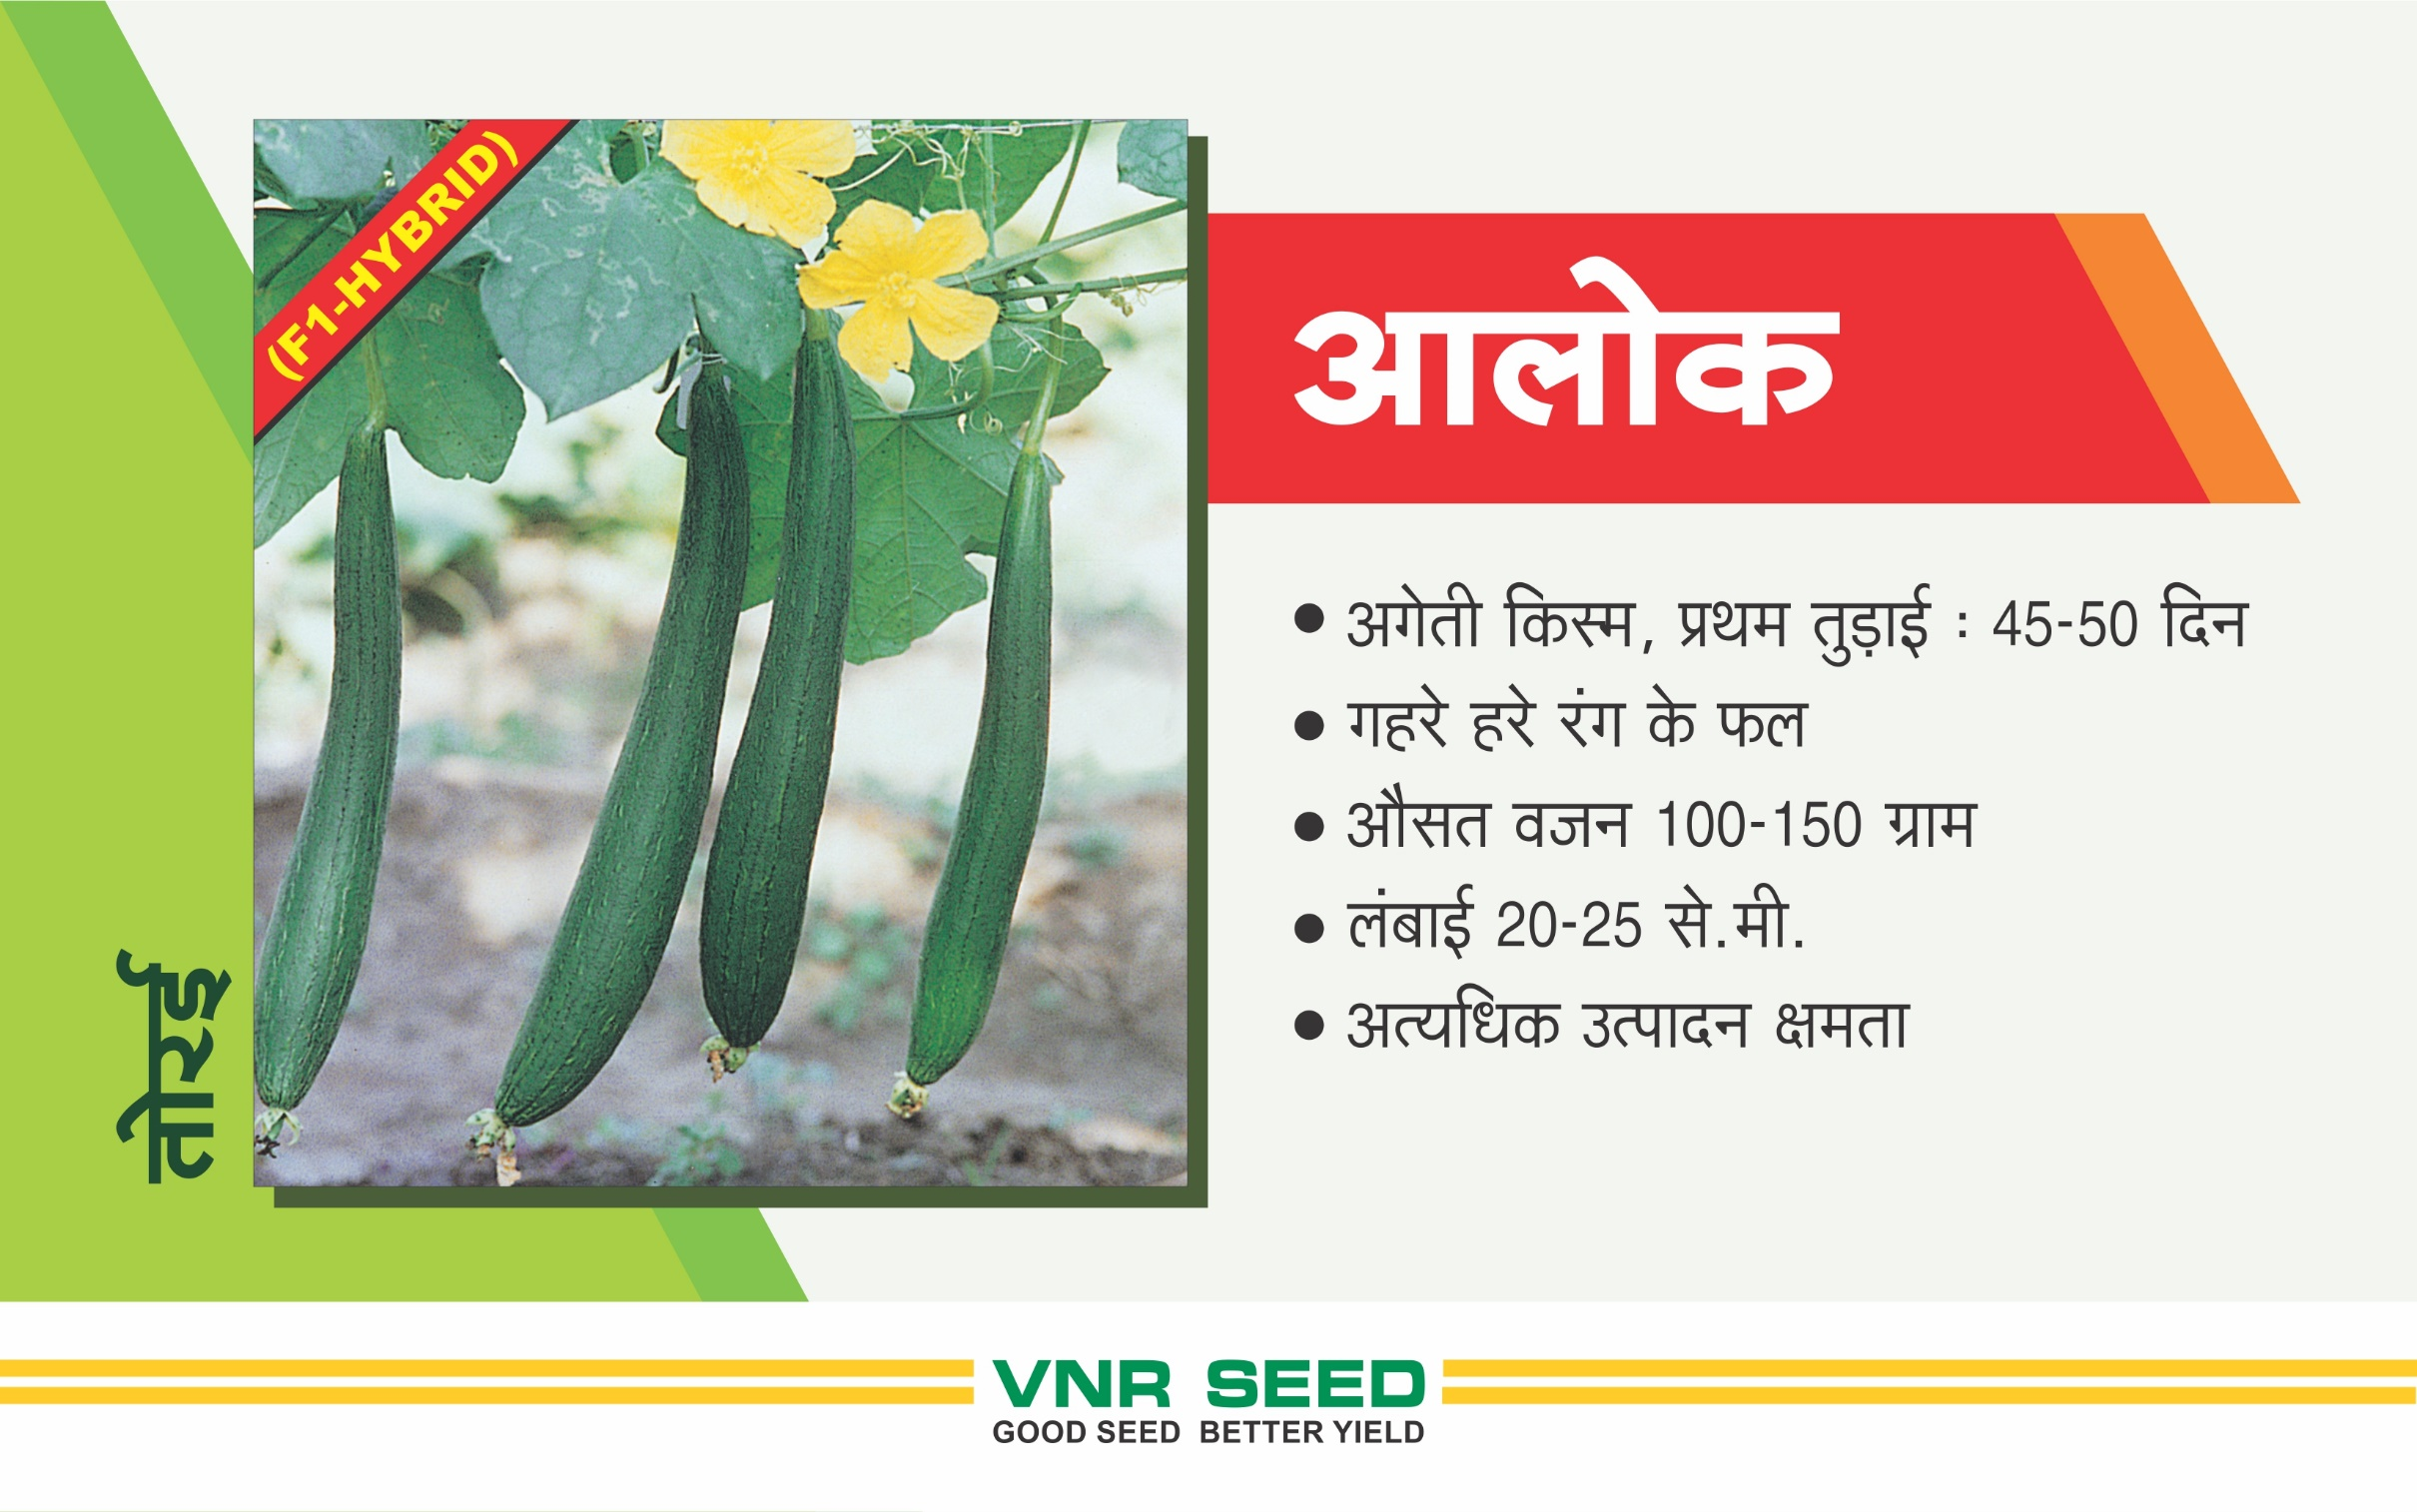 (F1-HYBRID)
तोरई
आलोक
• अगेती किस्म, प्रथम तुड़ाई : 45-50 दिन
• गहरे हरे रंग के फल
• औसत वजन 100-150 ग्राम
• लंबाई 20-25 से.मी.
• अत्यधिक उत्पादन क्षमता
VNR SEED
GOOD SEED BETTER YIELD